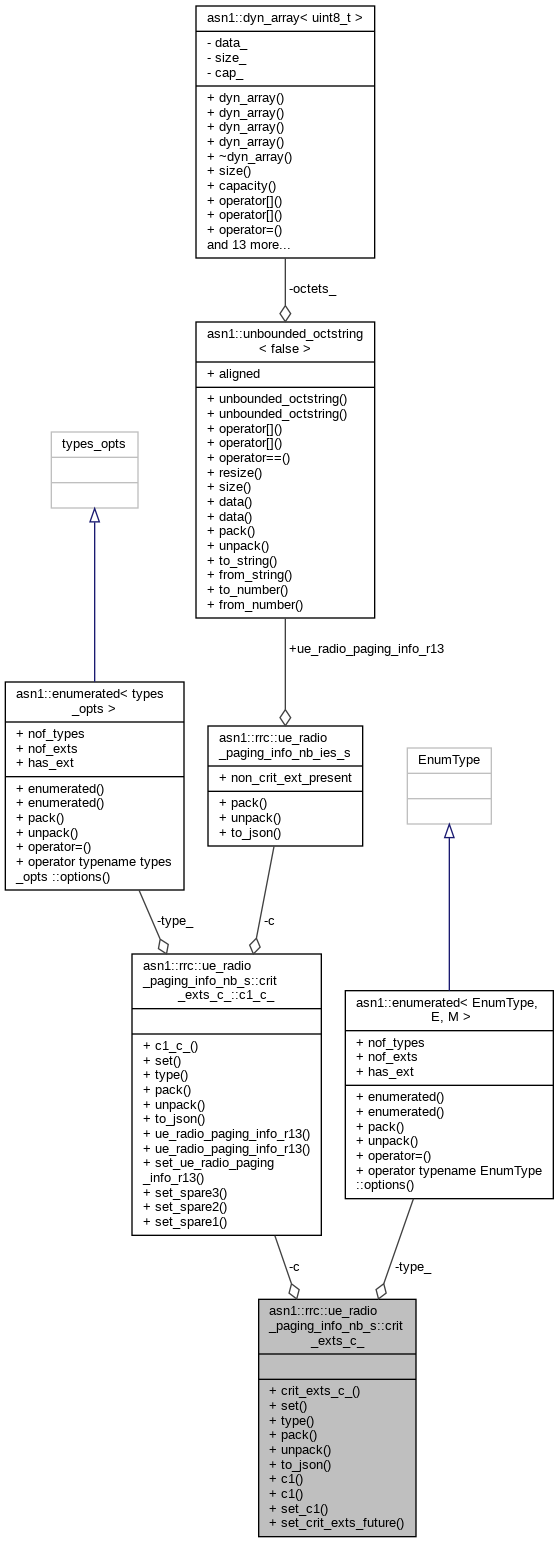 asn1::dyn_array< uint8_t >
- data_
- size_
- cap_
+ dyn_array()
+ dyn_array()
+ dyn_array()
+ dyn_array()
+ ~dyn_array()
+ size()
+ capacity()
+ operator[]()
+ operator[]()
+ operator=()
and 13 more...
-octets_
asn1::unbounded_octstring
< false >
+ aligned
+ unbounded_octstring()
+ unbounded_octstring()
+ operator[]()
+ operator[]()
+ operator==()
+ resize()
+ size()
+ data()
+ data()
+ pack()
+ unpack()
+ to_string()
+ from_string()
+ to_number()
+ from_number()
types_opts
+ue_radio_paging_info_r13
asn1::enumerated< types
_opts >
+ nof_types
+ nof_exts
+ has_ext
+ enumerated()
+ enumerated()
+ pack()
+ unpack()
+ operator=()
+ operator typename types
_opts ::options()
asn1::rrc::ue_radio
_paging_info_nb_ies_s
+ non_crit_ext_present
+ pack()
+ unpack()
+ to_json()
EnumType
-type_
-c
asn1::rrc::ue_radio
_paging_info_nb_s::crit
_exts_c_::c1_c_
+ c1_c_()
+ set()
+ type()
+ pack()
+ unpack()
+ to_json()
+ ue_radio_paging_info_r13()
+ ue_radio_paging_info_r13()
+ set_ue_radio_paging
_info_r13()
+ set_spare3()
+ set_spare2()
+ set_spare1()
asn1::enumerated< EnumType,
E, M >
+ nof_types
+ nof_exts
+ has_ext
+ enumerated()
+ enumerated()
+ pack()
+ unpack()
+ operator=()
+ operator typename EnumType
::options()
-c
-type_
asn1::rrc::ue_radio
_paging_info_nb_s::crit
_exts_c_
+ crit_exts_c_()
+ set()
+ type()
+ pack()
+ unpack()
+ to_json()
+ c1()
+ c1()
+ set_c1()
+ set_crit_exts_future()